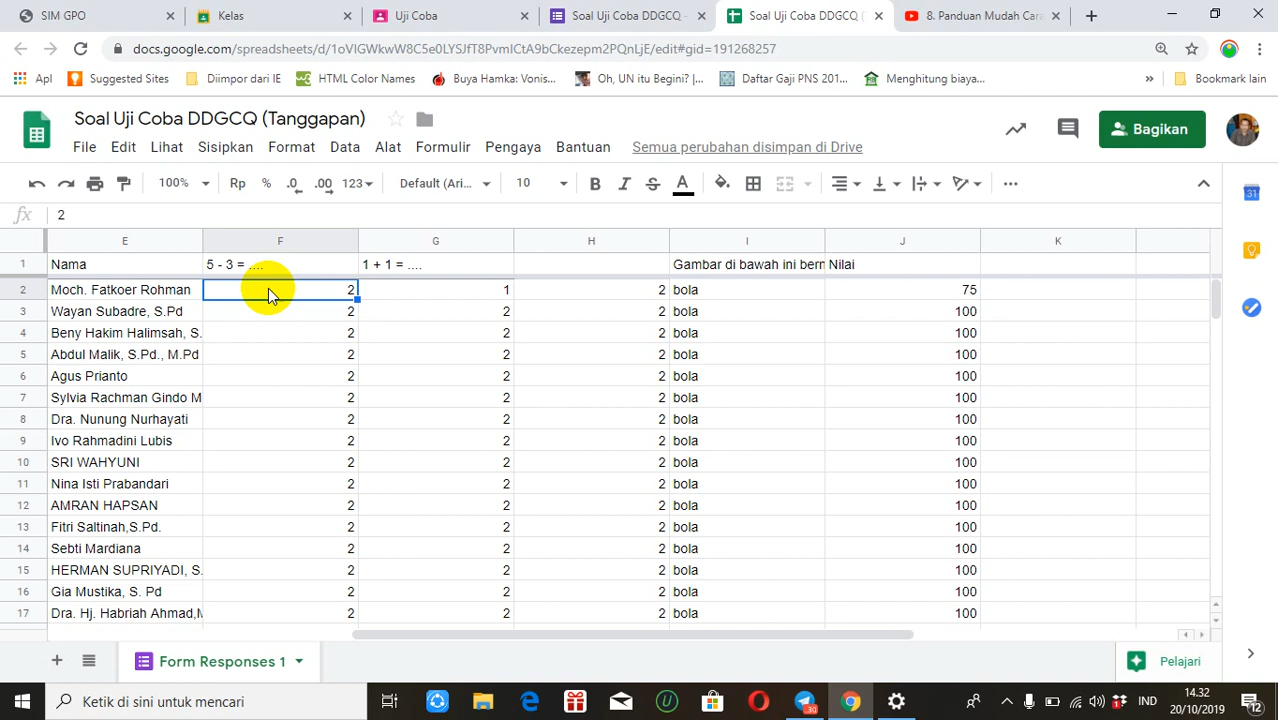 SIM GPO
Kelas
Uji Coba
Soal Uji Coba DDGCQ -
Soal Uji Coba DDGCQ (
8. Panduan Mudah Cara
docs.google.com/spreadsheets/d/1oVlGWkwW8C5e0LYSJfT8PvmICtA9bCkezepm2PQnLjE/edit#gid=191268257
Apl
Suggested Sites
Diimpor dari IE
HTML Color Names
Buya Hamka: Vonis...
Oh, UN itu Begini? |...
Daftar Gaji PNS 201...
Menghitung biaya...
»
Bookmark lain
Soal Uji Coba DDGCQ (Tanggapan)
Bagikan
File Edit Lihat Sisipkan Format Data Alat Formulir Pengaya Bantuan Semua perubahan disimpan di Drive
100% Rp % .0 .00 123 Default (Ari... 10 B I S A
fx 2
E F G H I J K
1 Nama 5 - 3 = .... 1 + 1 = .... Gambar di bawah ini bern Nilai
2 Moch. Fatkoer Rohman 2 1 2 bola 75
3 Wayan Subadre, S.Pd 2 2 2 bola 100
4 Beny Hakim Halimsah, S. 2 2 2 bola 100
5 Abdul Malik, S.Pd., M.Pd 2 2 2 bola 100
6 Agus Prianto 2 2 2 bola 100
7 Sylvia Rachman Gindo M 2 2 2 bola 100
8 Dra. Nunung Nurhayati 2 2 2 bola 100
9 Ivo Rahmadini Lubis 2 2 2 bola 100
10 SRI WAHYUNI 2 2 2 bola 100
11 Nina Isti Prabandari 2 2 2 bola 100
12 AMRAN HAPSAN 2 2 2 bola 100
13 Fitri Saltinah,S.Pd. 2 2 2 bola 100
14 Sebti Mardiana 2 2 2 bola 100
15 HERMAN SUPRIYADI, S. 2 2 2 bola 100
16 Gia Mustika, S. Pd 2 2 2 bola 100
17 Dra. Hj. Habriah Ahmad,M 2 2 2 bola 100
Form Responses 1
Pelajari
Ketik di sini untuk mencari
30
IND
14.32
20/10/2019
12